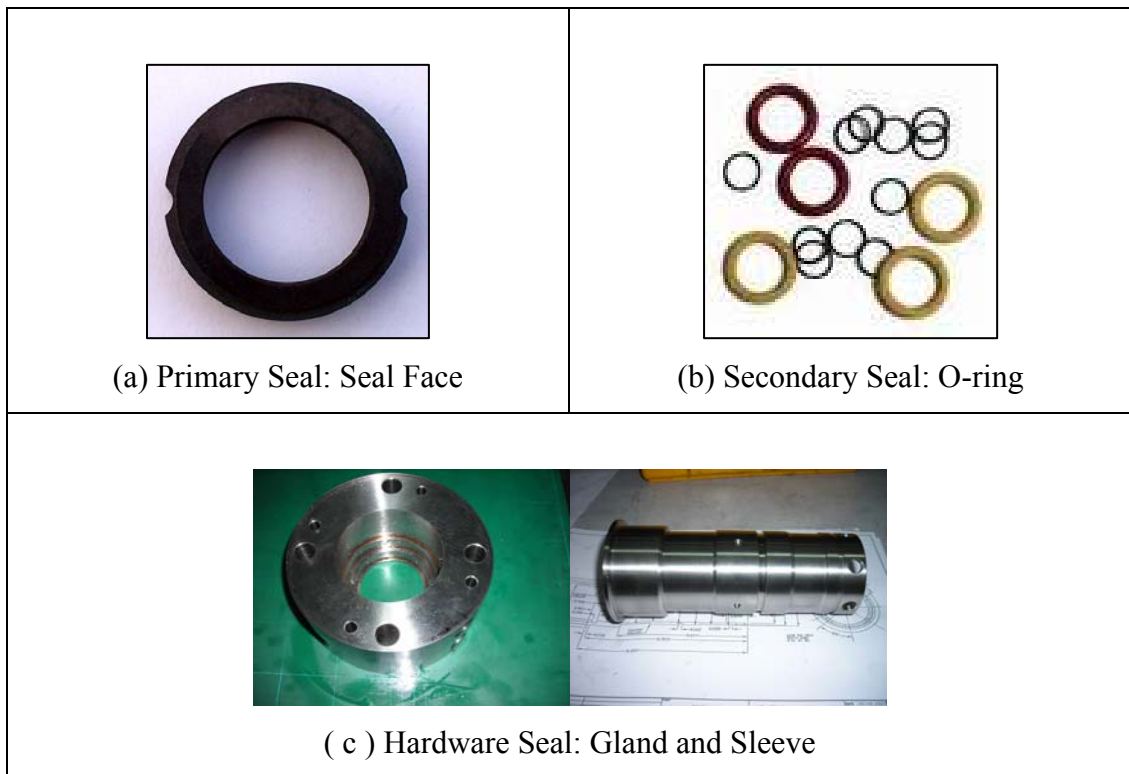 (a) Primary Seal: Seal Face
(b) Secondary Seal: O-ring
( c ) Hardware Seal: Gland and Sleeve